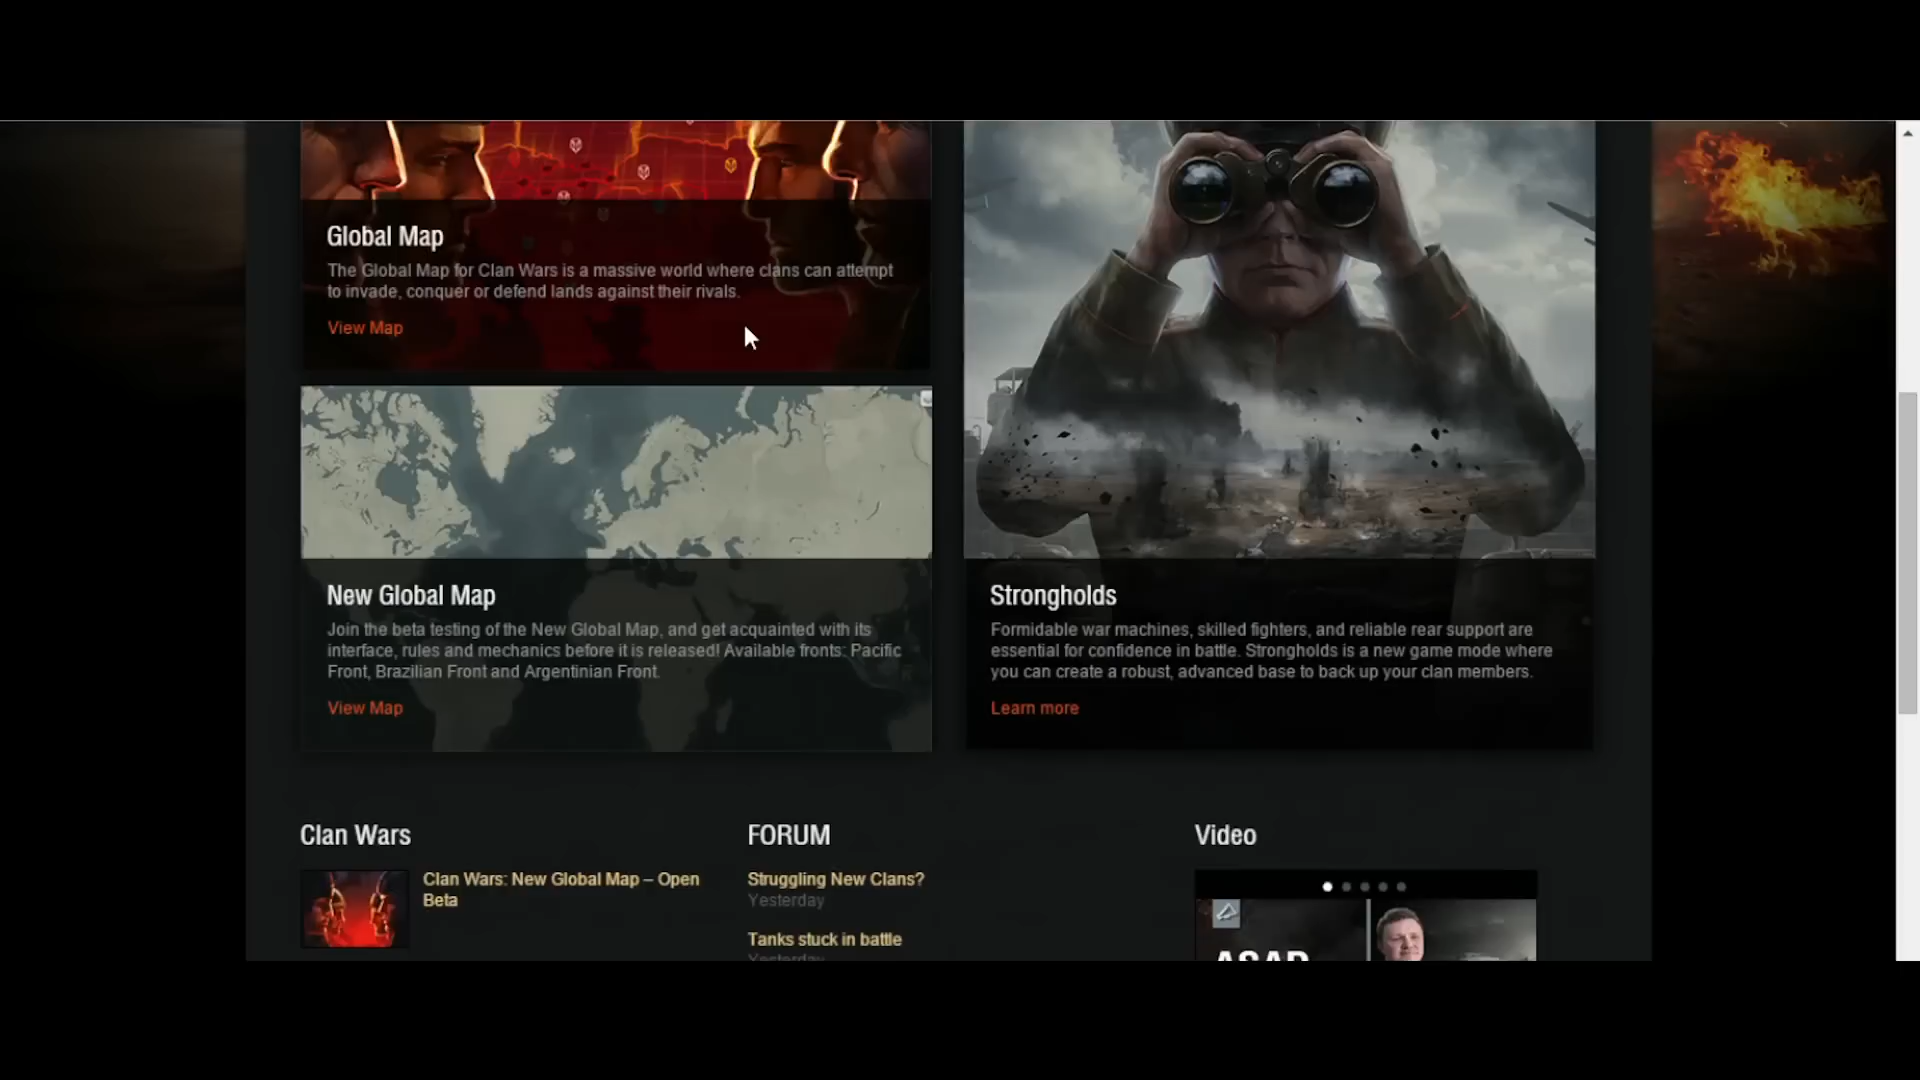 Global Map
The Global Map for Clan Wars is a massive world where clans can attempt
to invade, conquer or defend lands against their rivals.
View Map
New Global Map
Join the beta testing of the New Global Map, and get acquainted with its
interface, rules and mechanics before it is released! Available fronts: Pacific
Front, Brazilian Front and Argentinian Front.
View Map
Strongholds
Formidable war machines, skilled fighters, and reliable rear support are
essential for confidence in battle. Strongholds is a new game mode where
you can create a robust, advanced base to back up your clan members.
Learn more
Clan Wars
Clan Wars: New Global Map – Open
Beta
FORUM
Struggling New Clans?
Yesterday
Tanks stuck in battle
Yesterday
Video
ASAP